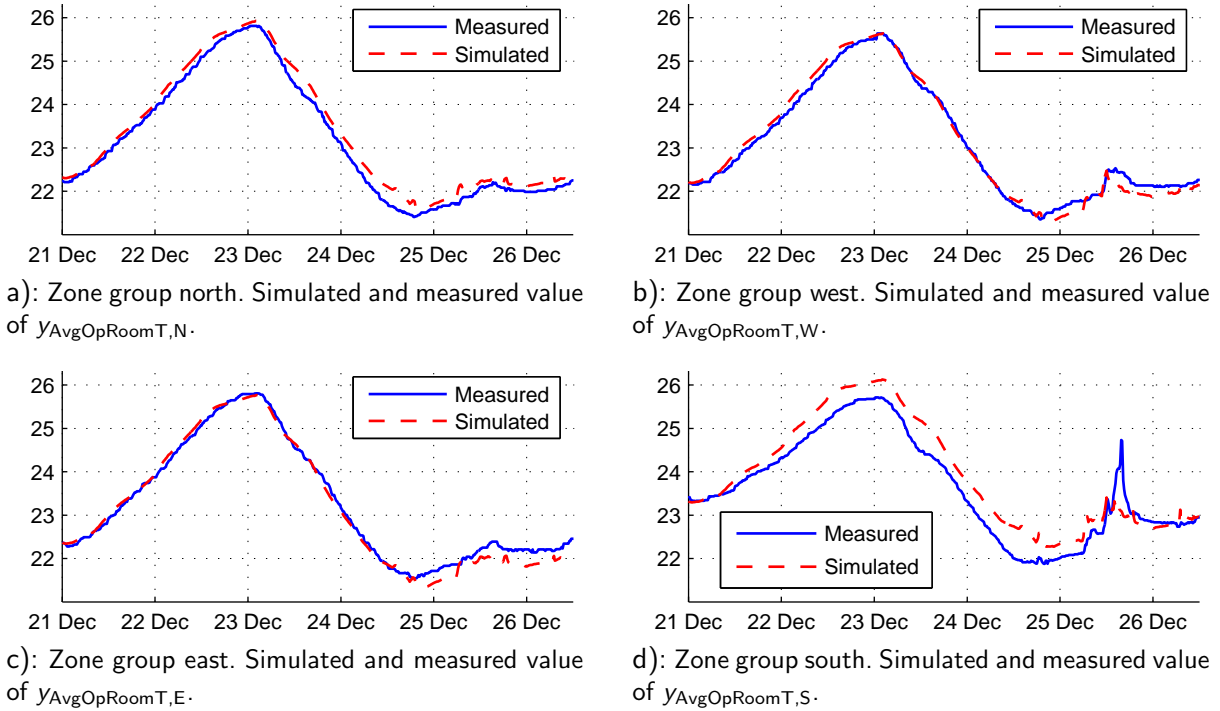 26
25
24
23
22
21 Dec 22 Dec 23 Dec 24 Dec 25 Dec 26 Dec
Measured
Simulated
a): Zone group north. Simulated and measured value
of yAvgOpRoomT,N.
26
25
24
23
22
21 Dec 22 Dec 23 Dec 24 Dec 25 Dec 26 Dec
Measured
Simulated
b): Zone group west. Simulated and measured value
of yAvgOpRoomT,W.
26
25
24
23
22
21 Dec 22 Dec 23 Dec 24 Dec 25 Dec 26 Dec
Measured
Simulated
c): Zone group east. Simulated and measured value
of yAvgOpRoomT,E.
26
25
24
23
22
21 Dec 22 Dec 23 Dec 24 Dec 25 Dec 26 Dec
Measured
Simulated
d): Zone group south. Simulated and measured value
of yAvgOpRoomT,S.